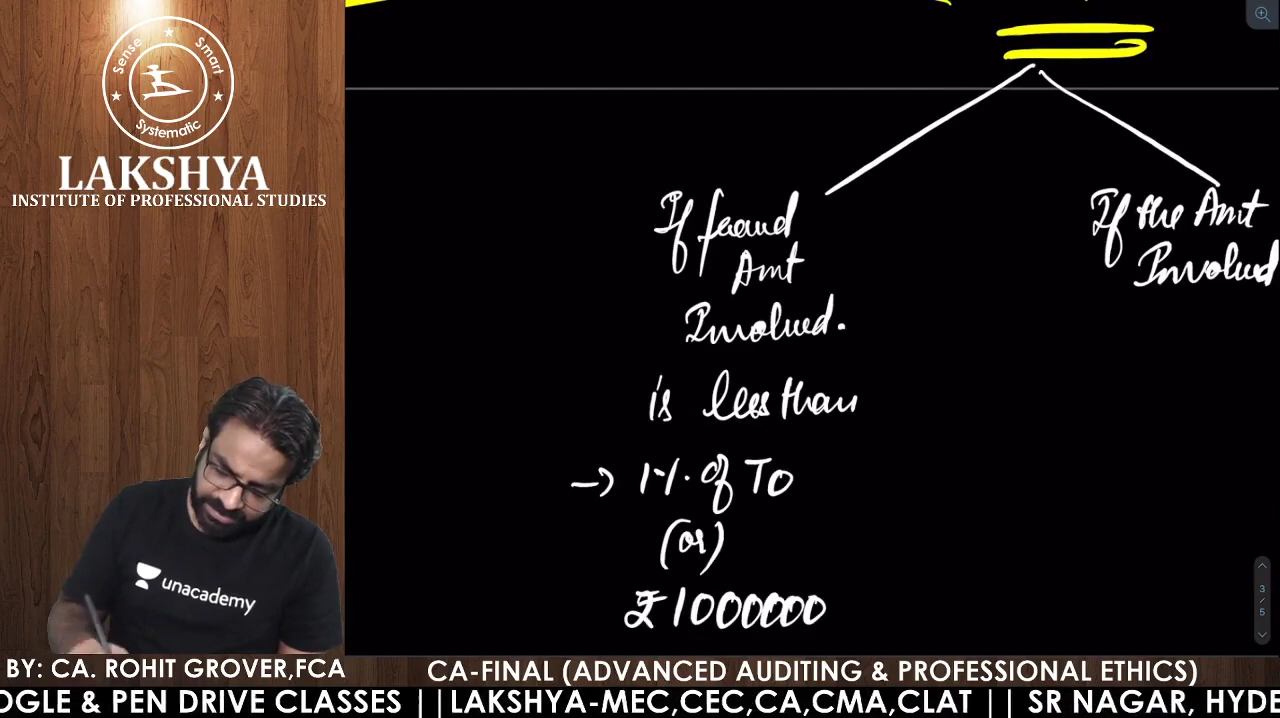 Sense
Smart
Systematic
LAKSHYA
INSTITUTE OF PROFESSIONAL STUDIES
If fraud
Amt
Involved.
is less than
→ 1%. of TO
(or)
₹1000000
If the Amt
Involved
unacademy
3
/
5
BY: CA. ROHIT GROVER,FCA
CA-FINAL (ADVANCED AUDITING & PROFESSIONAL ETHICS)
OGLE & PEN DRIVE CLASSES ||LAKSHYA-MEC,CEC,CA,CMA,CLAT || SR NAGAR, HYDE